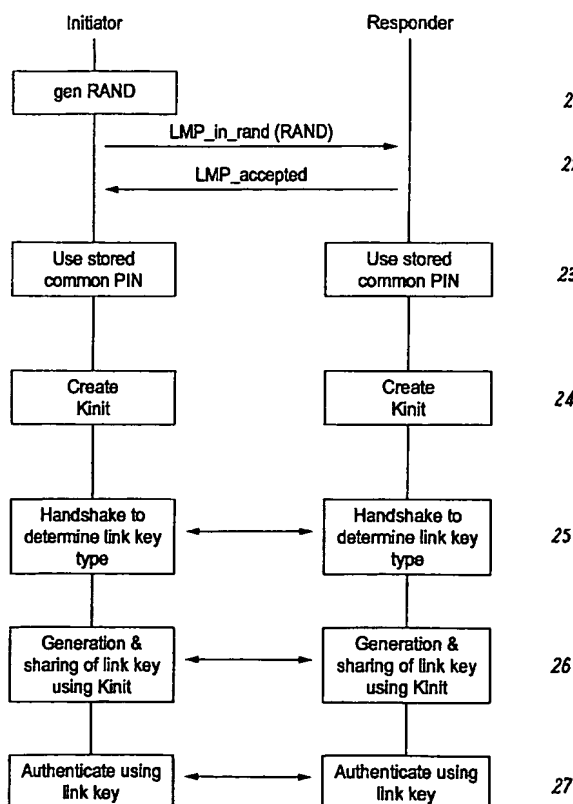 Initiator Responder
gen RAND
LMP_in_rand (RAND)
LMP_accepted
Use stored
common PIN
Use stored
common PIN
23
Create
Kinit
Create
Kinit
24
Handshake to
determine link key
type
Handshake to
determine link key
type
25
Generation &
sharing of link key
using Kinit
Generation &
sharing of link key
using Kinit
26
Authenticate using
link key
Authenticate using
link key
27